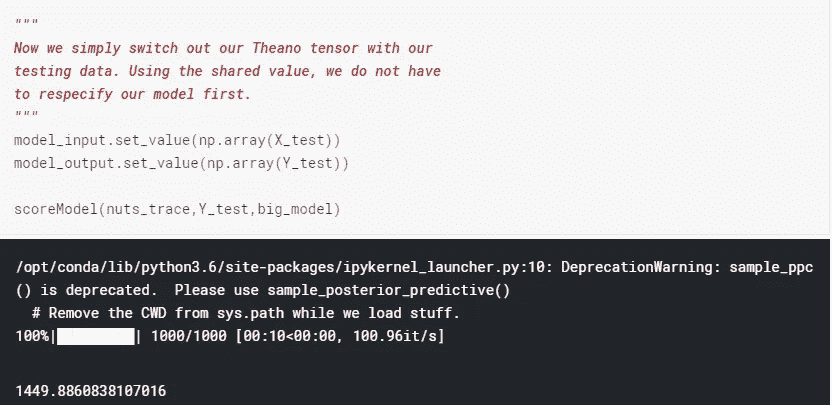 """
Now we simply switch out our Theano tensor with our
testing data. Using the shared value, we do not have
to respecify our model first.
"""
model_input.set_value(np.array(X_test))
model_output.set_value(np.array(Y_test))
scoreModel(nuts_trace,Y_test,big_model)
/opt/conda/lib/python3.6/site-packages/ipykernel_launcher.py:10: DeprecationWarning: sample_ppc
() is deprecated.  Please use sample_posterior_predictive()
  # Remove the CWD from sys.path while we load stuff.
100%|██████████| 1000/1000 [00:10<00:00, 100.96it/s]
1449.8860838107016